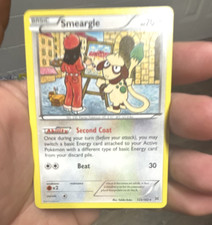 BASIC
Smeargle
Ability Second Coat
Once during your turn (before your attack), you may
switch a basic Energy card attached to your Active
Pokémon with a different type of basic Energy card
from your discard pile.
Beat 30